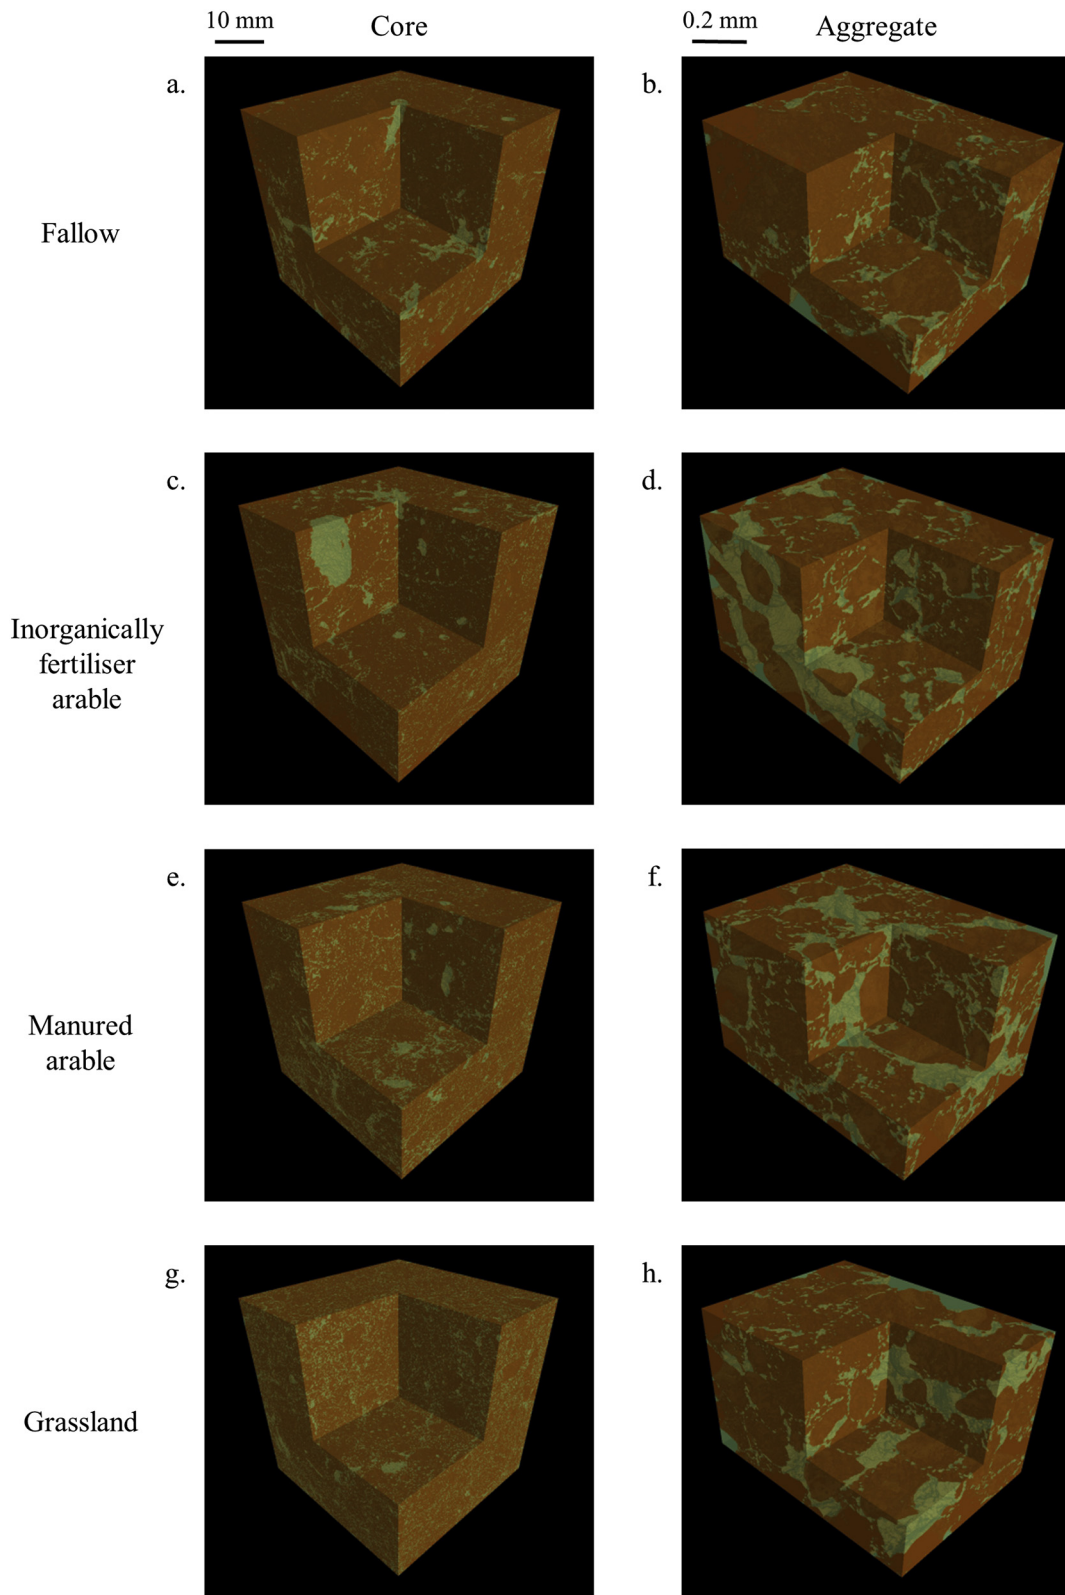 10 mm
Core
0.2 mm
Aggregate
a.
b.
Fallow
c.
d.
Inorganically
fertiliser
arable
e.
f.
Manured
arable
g.
h.
Grassland